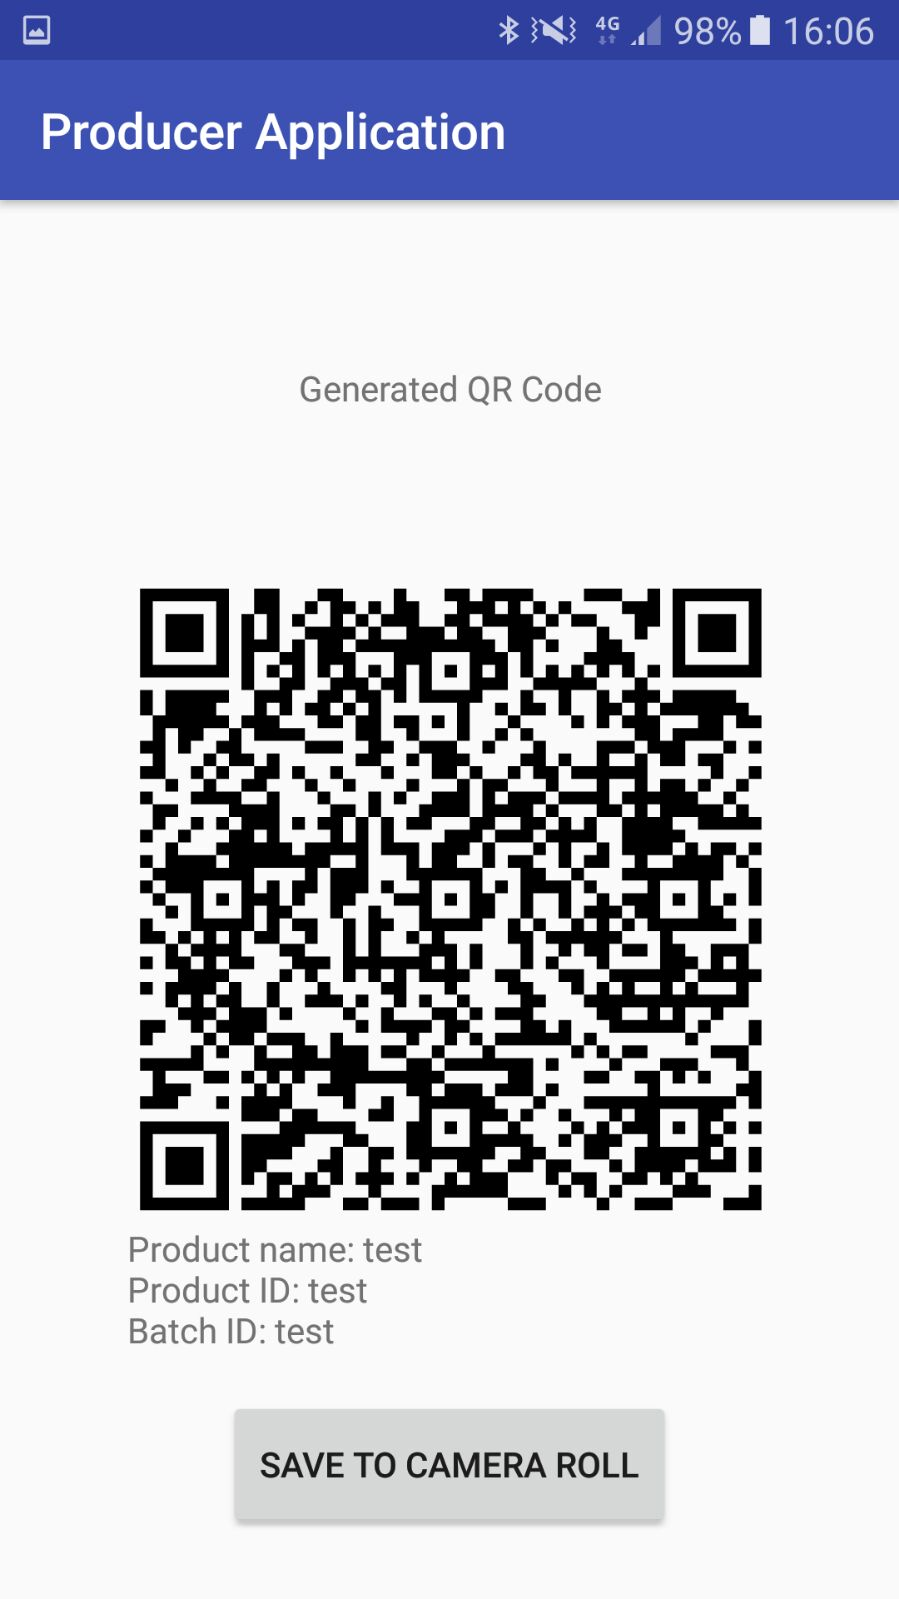 4G 98% 16:06
Producer Application
Generated QR Code
Product name: test
Product ID: test
Batch ID: test
SAVE TO CAMERA ROLL